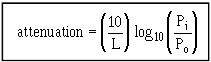 attenuation = (10/L) log₁₀ (Pᵢ/Pₒ)